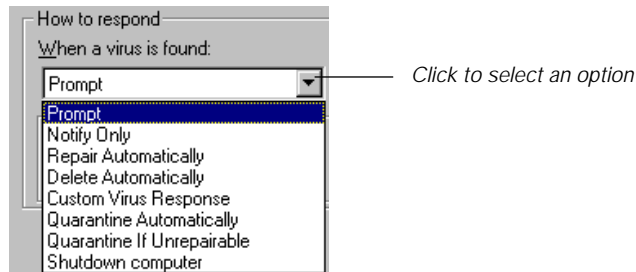 How to respond
When a virus is found:
Prompt
Click to select an option
Prompt
Notify Only
Repair Automatically
Delete Automatically
Custom Virus Response
Quarantine Automatically
Quarantine If Unrepairable
Shutdown computer